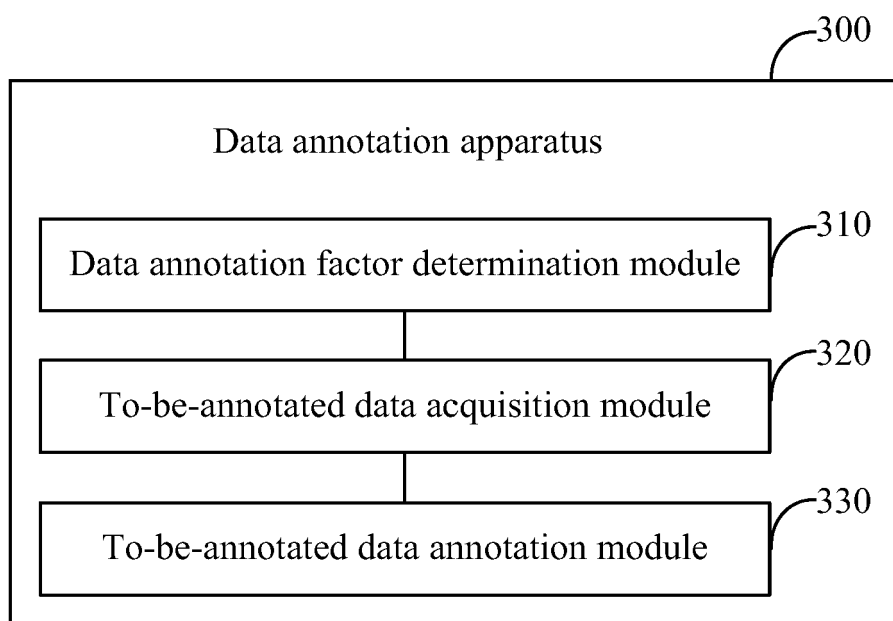 300
Data annotation apparatus
310
Data annotation factor determination module
320
To-be-annotated data acquisition module
330
To-be-annotated data annotation module